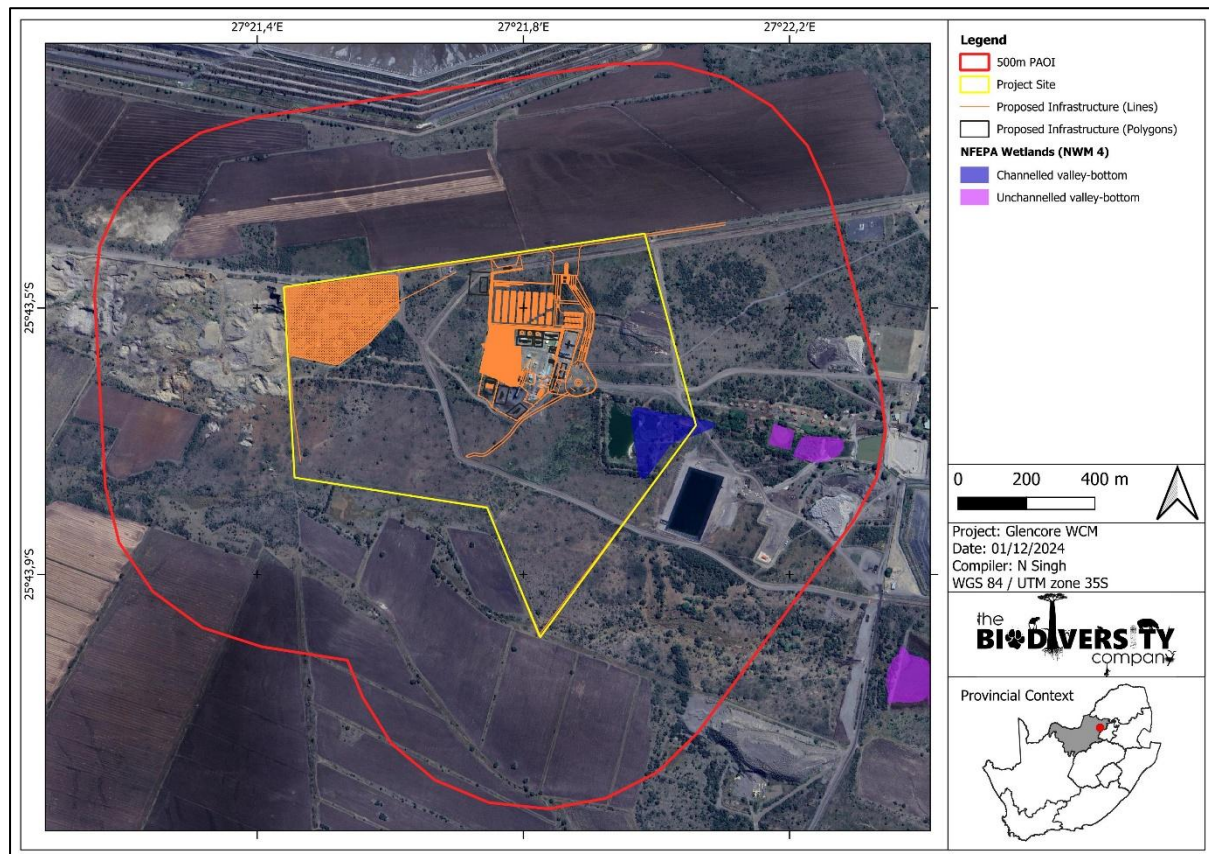 27°21,4'E
27°21,8'E
27°22,2'E
25°43,5'S
25°43,9'S
Legend
500m PAOI
Project Site
Proposed Infrastructure (Lines)
Proposed Infrastructure (Polygons)
NFEPA Wetlands (NWM 4)
Channelled valley-bottom
Unchannelled valley-bottom
0 200 400 m
Project: Glencore WCM
Date: 01/12/2024
Compiler: N Singh
WGS 84 / UTM zone 35S
the
BIODIVERSITY
company
Provincial Context